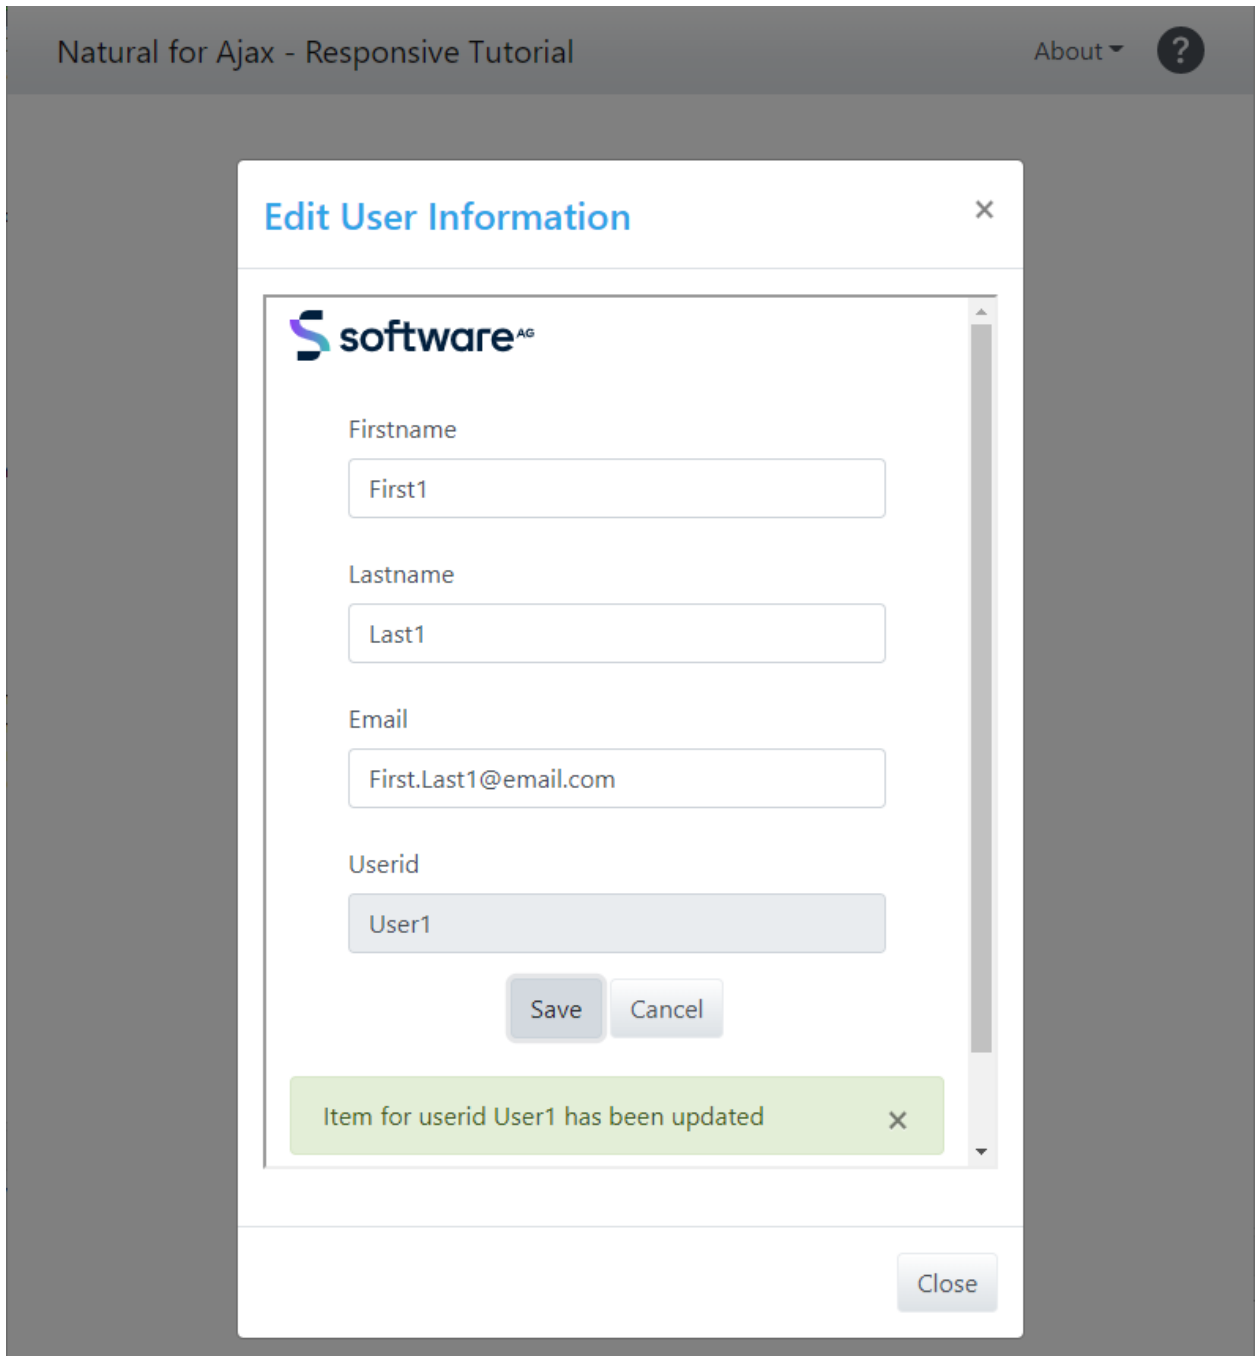 Natural for Ajax - Responsive Tutorial
About
?
Edit User Information
×
software AG
Firstname
First1
Lastname
Last1
Email
First.Last1@email.com
Userid
User1
Save Cancel
Item for userid User1 has been updated ×
Close